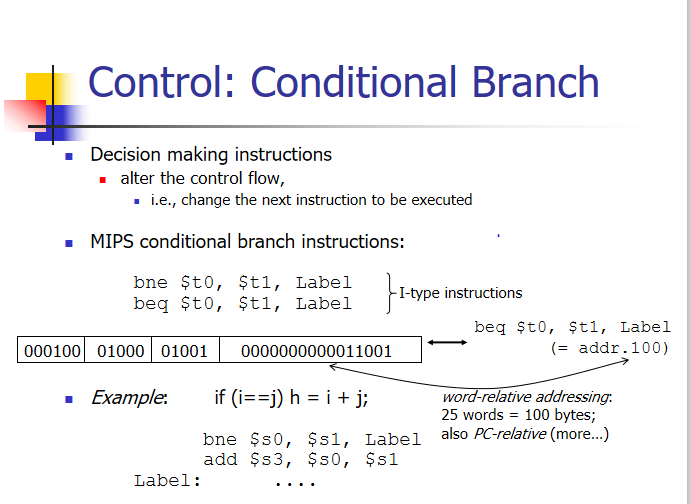 Control: Conditional Branch
Decision making instructions
alter the control flow,
i.e., change the next instruction to be executed
MIPS conditional branch instructions:
bne $t0, $t1, Label
beq $t0, $t1, Label
I-type instructions
beq $t0, $t1, Label
(= addr.100)
000100 01000 01001 0000000000011001
Example: if (i==j) h = i + j;
word-relative addressing:
25 words = 100 bytes;
also PC-relative (more...)
bne $s0, $s1, Label
add $s3, $s0, $s1
Label: ....